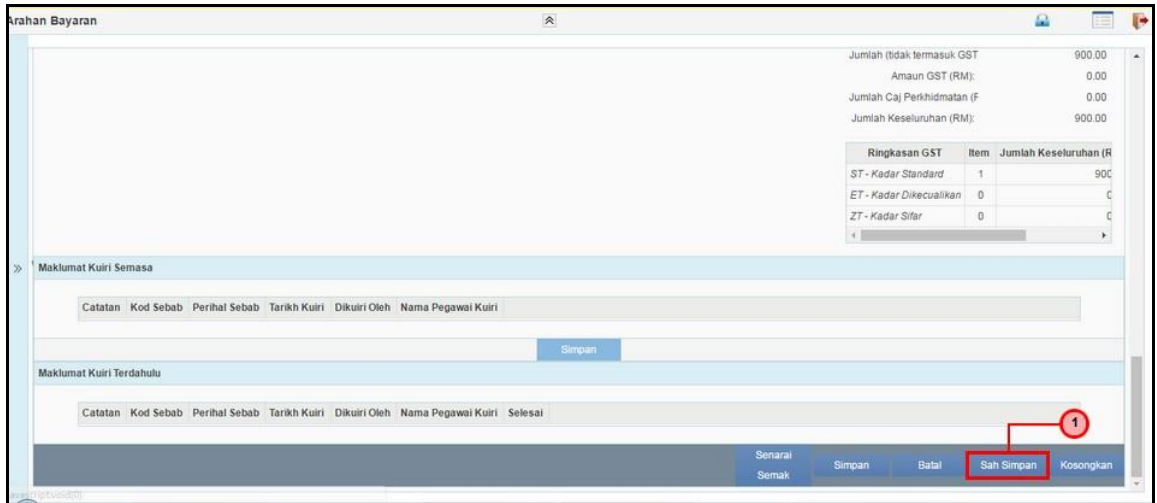 Arahan Bayaran
Jumlah (tidak termasuk GST 900.00
Amaun GST (RM): 0.00
Jumlah Caj Perkhidmatan (F 0.00
Jumlah Keseluruhan (RM): 900.00
Ringkasan GST Item Jumlah Keseluruhan (R
ST - Kadar Standard 1 900
ET - Kadar Dikecualikan 0 0
ZT - Kadar Sifar 0 0
Maklumat Kuiri Semasa
Catatan Kod Sebab Perihal Sebab Tarikh Kuiri Dikuiri Oleh Nama Pegawai Kuiri
Simpan
Maklumat Kuiri Terdahulu
Catatan Kod Sebab Perihal Sebab Tarikh Kuiri Dikuiri Oleh Nama Pegawai Kuiri Selesai
1
Senarai
Semak
Simpan Batal Sah Simpan Kosongkan